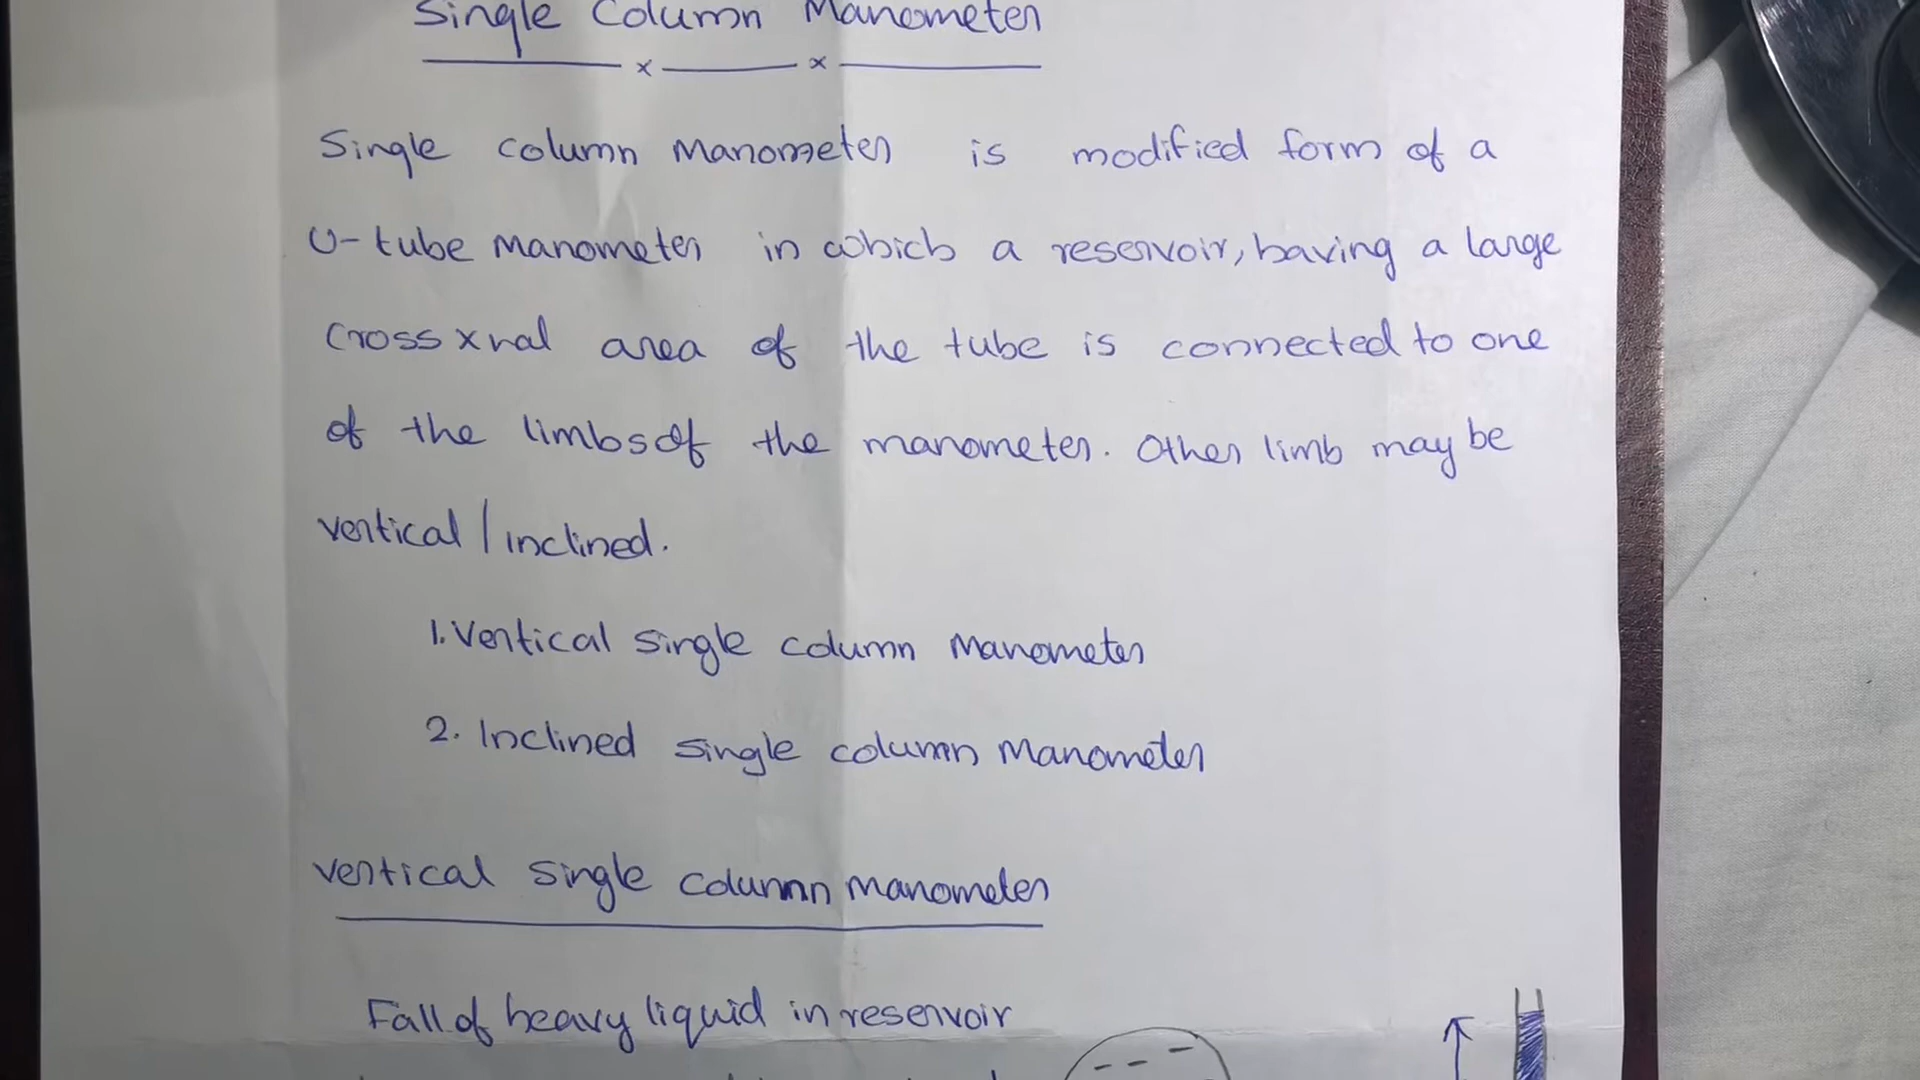 Single Column Manometer
Single column Manometer is modified form of a
U-tube Manometer in which a reservoir, having a large
cross xnal area of the tube is connected to one
of the limbs of the manometer. Other limb may be
vertical / inclined.
1. Vertical single column Manometer
2. Inclined single column Manometer
vertical single column manometer
Fall of heavy liquid in reservoir